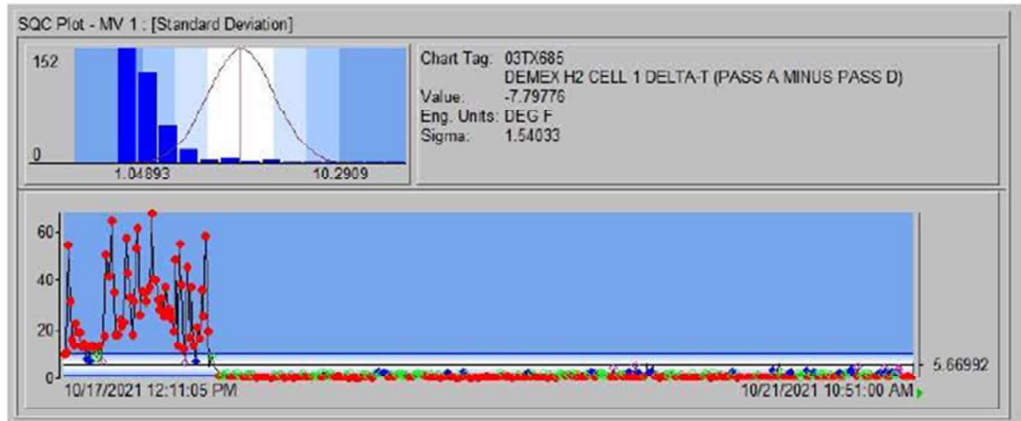 SQC Plot - MV 1 : [Standard Deviation]
152
0
1.04893
10.2909
Chart Tag: 03TX685
DEMEX H2 CELL 1 DELTA-T (PASS A MINUS PASS D)
Value: -7.79776
Eng. Units: DEG F
Sigma: 1.54033
60
40
20
0
5.66992
10/17/2021 12:11:05 PM
10/21/2021 10:51:00 AM